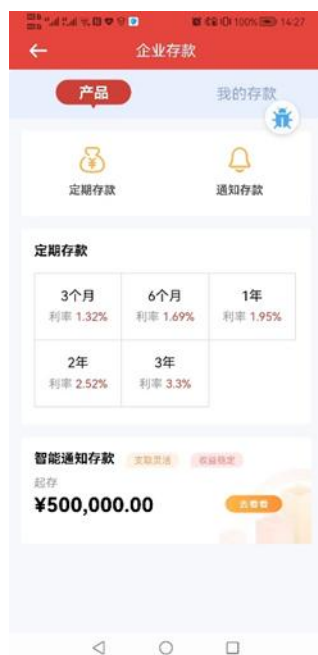 100% 14:27
企业存款
产品 我的存款
定期存款 通知存款
定期存款
3个月 6个月 1年
利率 1.32% 利率 1.69% 利率 1.95%
2年 3年
利率 2.52% 利率 3.3%
智能通知存款 支取灵活 收益稳定
起存
¥500,000.00 去看看